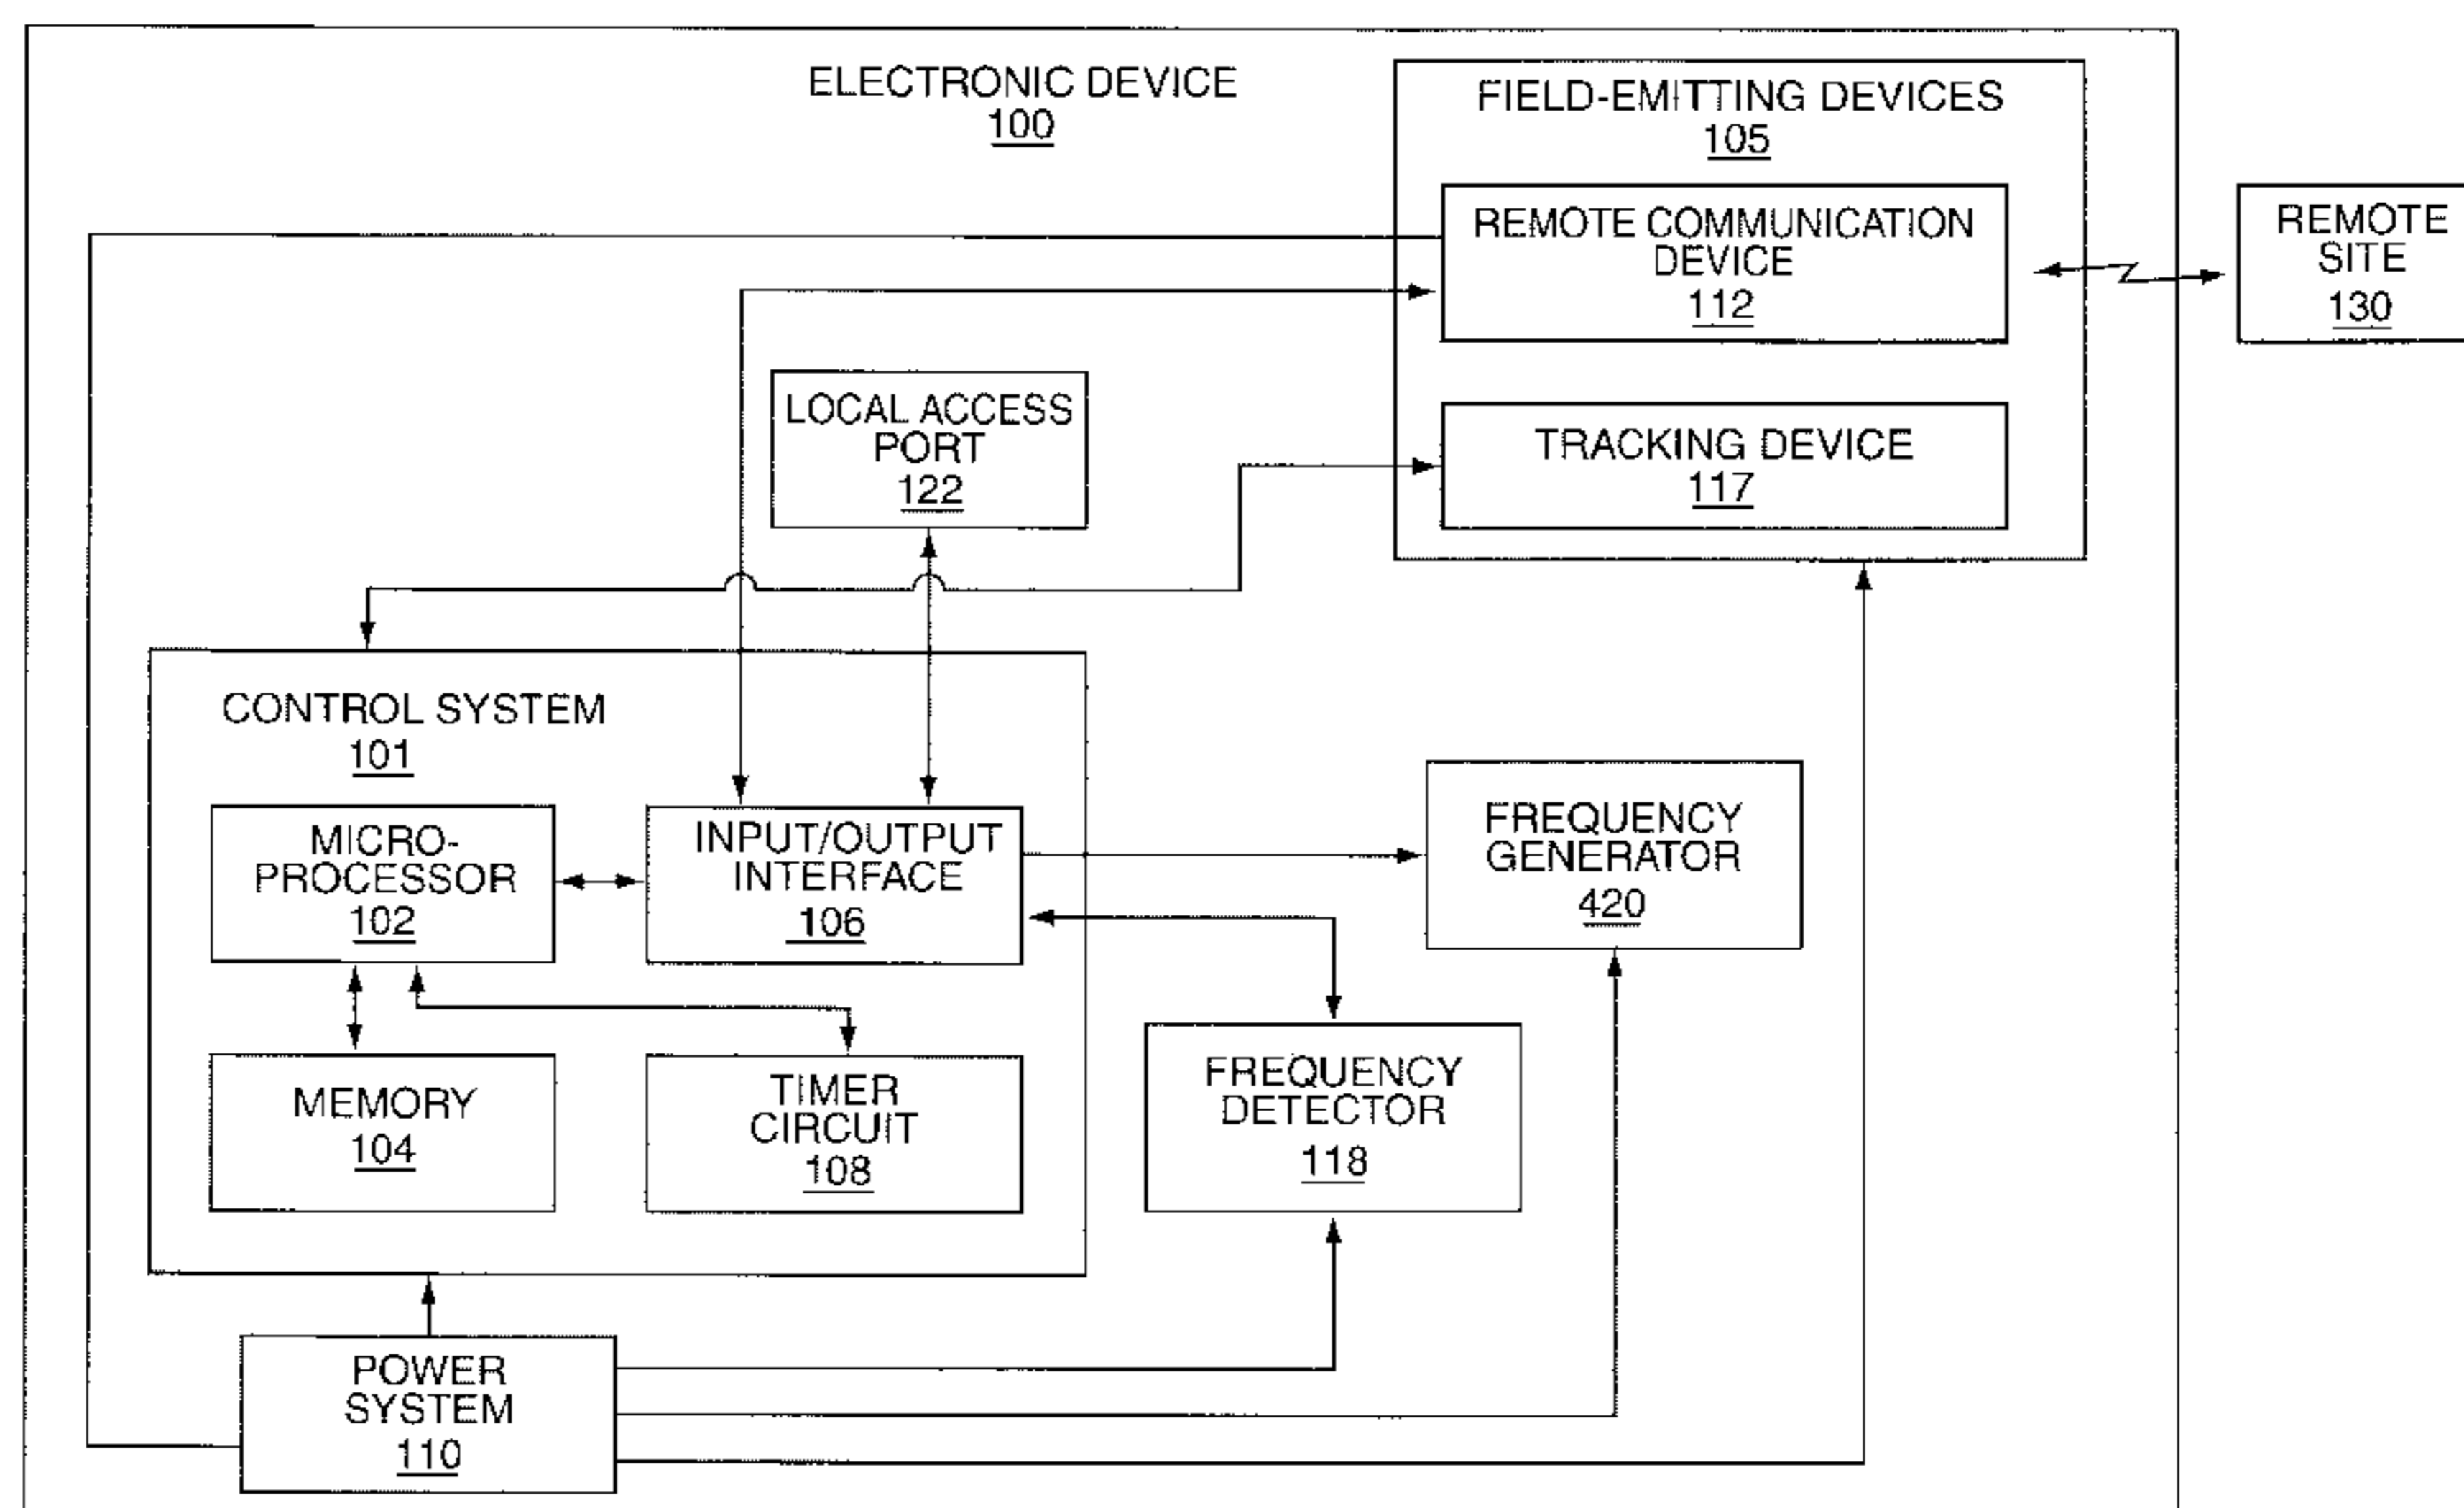 ELECTRONIC DEVICE
100
FIELD-EMITTING DEVICES
105
REMOTE COMMUNICATION
DEVICE
112
REMOTE
SITE
130
LOCAL ACCESS
PORT
122
TRACKING DEVICE
117
CONTROL SYSTEM
101
MICRO-
PROCESSOR
102
INPUT/OUTPUT
INTERFACE
106
FREQUENCY
GENERATOR
420
MEMORY
104
TIMER
CIRCUIT
108
FREQUENCY
DETECTOR
118
POWER
SYSTEM
110